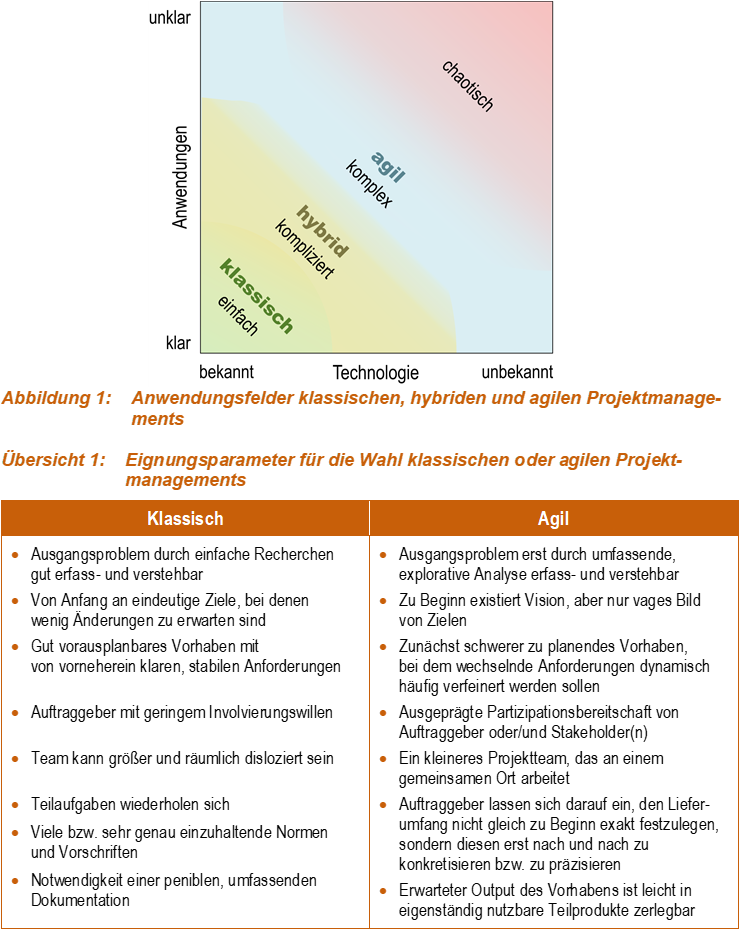 unklar
chaotisch
Anwendungen
agil
komplex
hybrid
kompliziert
klassisch
einfach
klar
bekannt Technologie unbekannt
Abbildung 1: Anwendungsfelder klassischen, hybriden und agilen Projektmanage-
ments
Übersicht 1: Eignungsparameter für die Wahl klassischen oder agilen Projekt-
managements
Klassisch
• Ausgangsproblem durch einfache Recherchen
gut erfass- und verstehbar
• Von Anfang an eindeutige Ziele, bei denen
wenig Änderungen zu erwarten sind
• Gut vorausplanbares Vorhaben mit
von vorneherein klaren, stabilen Anforderungen
• Auftraggeber mit geringem Involvierungswillen
• Team kann größer und räumlich disloziert sein
• Teilaufgaben wiederholen sich
• Viele bzw. sehr genau einzuhaltende Normen
und Vorschriften
• Notwendigkeit einer peniblen, umfassenden
Dokumentation
Agil
• Ausgangsproblem erst durch umfassende,
explorative Analyse erfass- und verstehbar
• Zu Beginn existiert Vision, aber nur vages Bild
von Zielen
• Zunächst schwerer zu planendes Vorhaben,
bei dem wechselnde Anforderungen dynamisch
häufig verfeinert werden sollen
• Ausgeprägte Partizipationsbereitschaft von
Auftraggeber oder/und Stakeholder(n)
• Ein kleineres Projektteam, das an einem
gemeinsamen Ort arbeitet
• Auftraggeber lassen sich darauf ein, den Liefer-
umfang nicht gleich zu Beginn exakt festzulegen,
sondern diesen erst nach und nach zu
konkretisieren bzw. zu präzisieren
• Erwarteter Output des Vorhabens ist leicht in
eigenständig nutzbare Teilprodukte zerlegbar